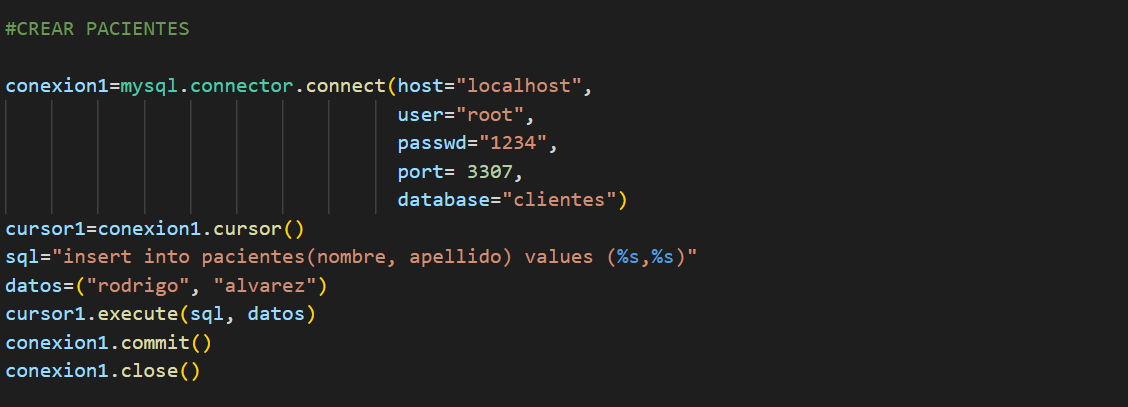 #CREAR PACIENTES
conexion1=mysql.connector.connect(host="localhost",
user="root",
passwd="1234",
port= 3307,
database="clientes")
cursor1=conexion1.cursor()
sql="insert into pacientes(nombre, apellido) values (%s,%s)"
datos=("rodrigo", "alvarez")
cursor1.execute(sql, datos)
conexion1.commit()
conexion1.close()